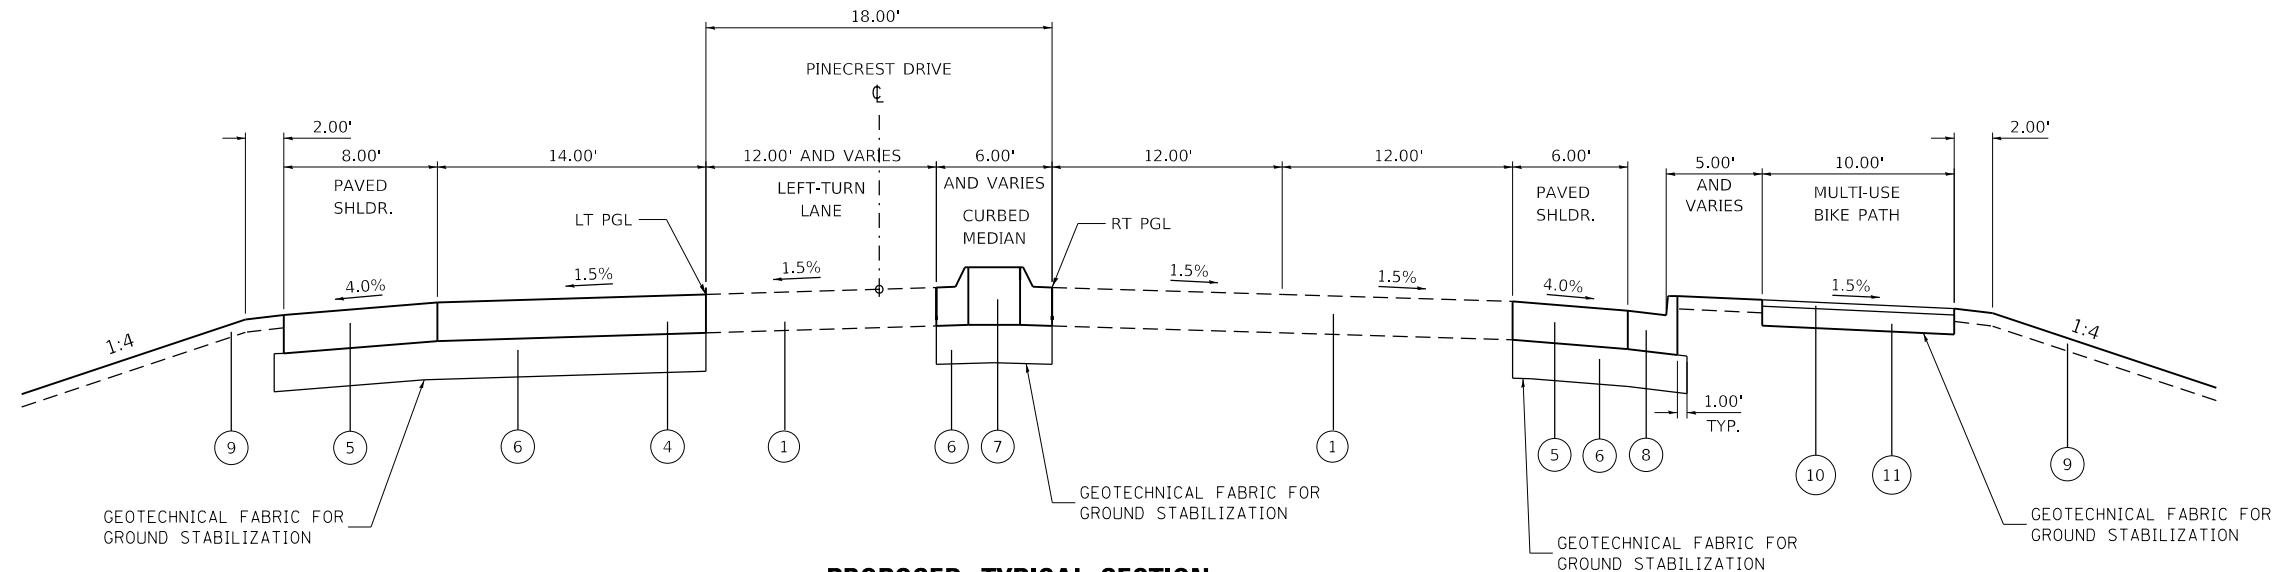 18.00'
PINECREST DRIVE
℄
2.00'
2.00'
8.00'
14.00'
12.00' AND VARIES
6.00'
12.00'
12.00'
6.00'
5.00'
10.00'
PAVED
SHLDR.
LEFT-TURN
LANE
AND VARIES
CURBED
MEDIAN
PAVED
SHLDR.
AND
VARIES
MULTI-USE
BIKE PATH
LT PGL
RT PGL
4.0%
1.5%
1.5%
1.5%
1.5%
4.0%
1.5%
1:4
1:4
1.00'
TYP.
9
5
6
4
1
6
7
1
5
6
8
10
11
9
GEOTECHNICAL FABRIC FOR
GROUND STABILIZATION
GEOTECHNICAL FABRIC FOR
GROUND STABILIZATION
GEOTECHNICAL FABRIC FOR
GROUND STABILIZATION
GEOTECHNICAL FABRIC FOR
GROUND STABILIZATION
PROPOSED TYPICAL SECTION